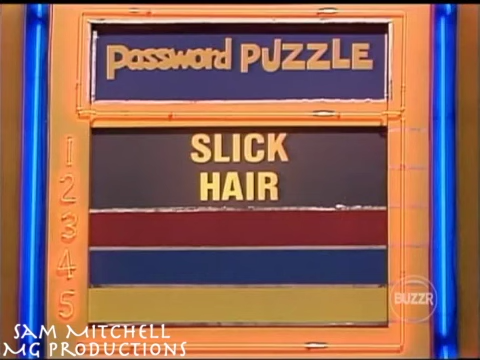 Password PUZZLE
1 SLICK
2 HAIR
3
4
5
BUZZR
SAM MITCHELL
MG PRODUCTIONS